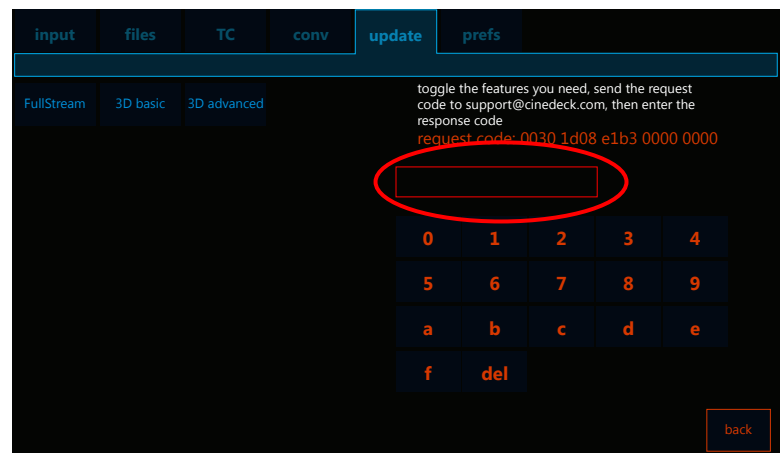 input files TC conv update prefs
FullStream 3D basic 3D advanced
toggle the features you need, send the request
code to support@cinedeck.com, then enter the
response code
request code: 0030 1d08 e1b3 0000 0000
0 1 2 3 4
5 6 7 8 9
a b c d e
f del
back